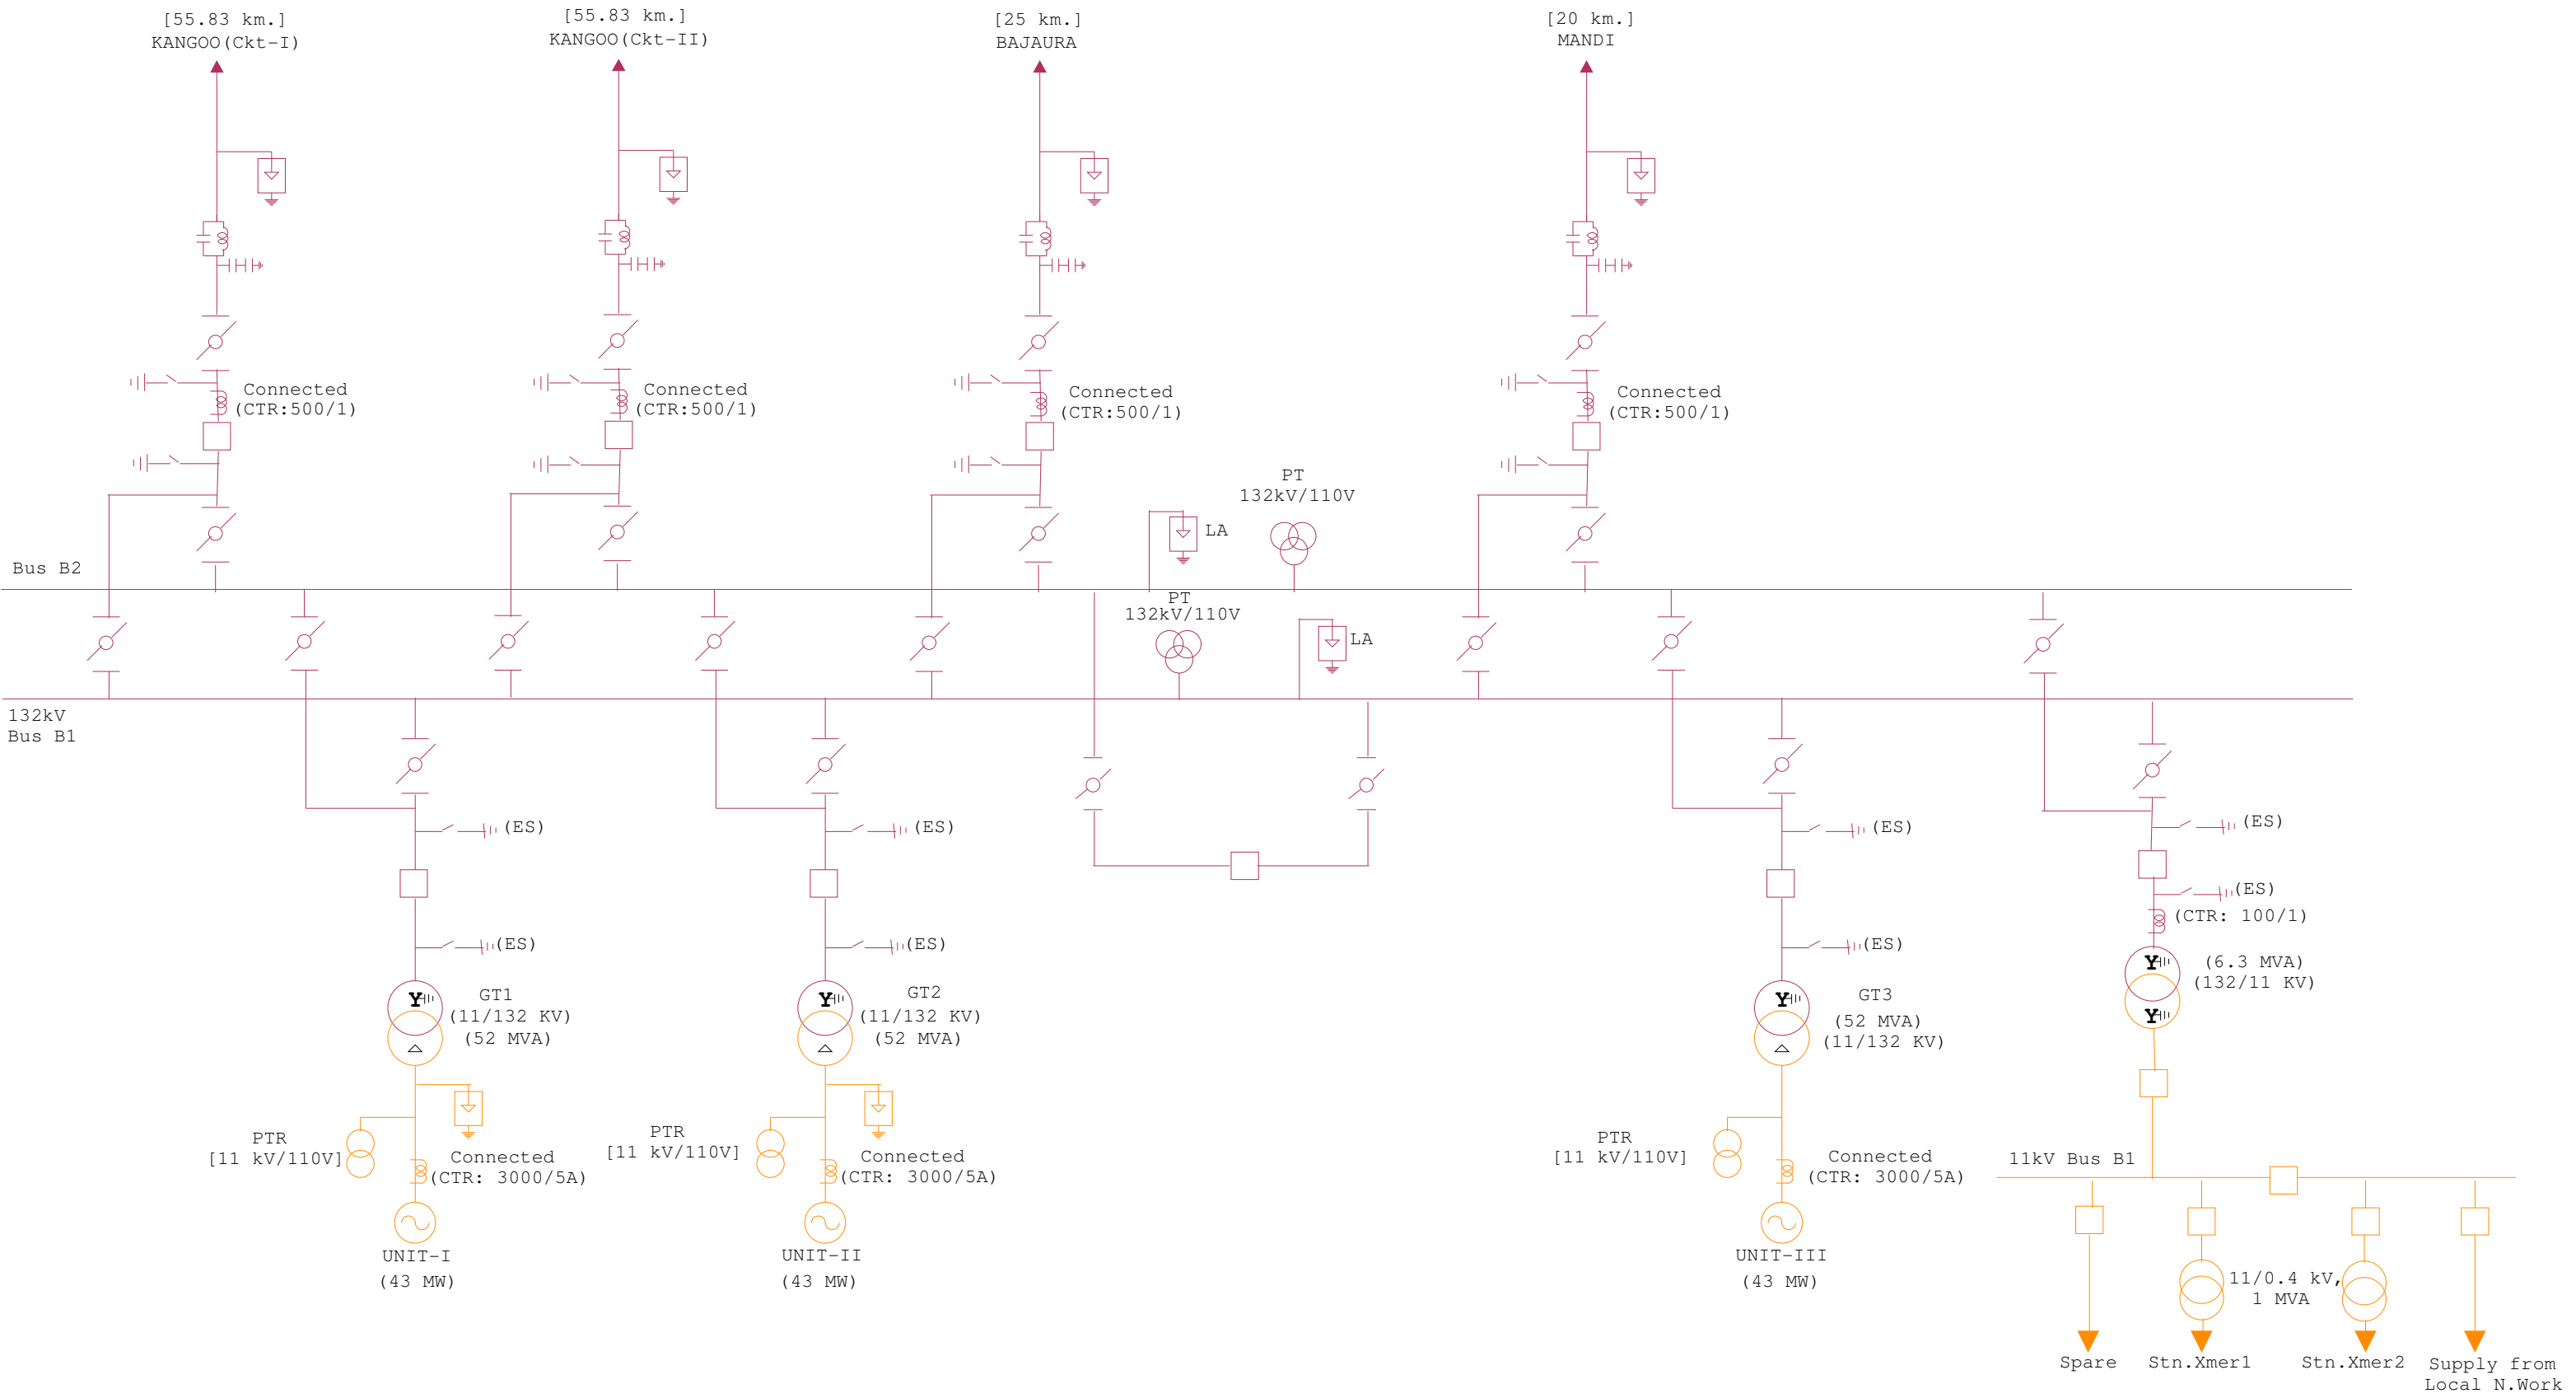 [55.83 km.]
KANGOO(Ckt-I)
[55.83 km.]
KANGOO(Ckt-II)
[25 km.]
BAJAURA
[20 km.]
MANDI
Connected
(CTR:500/1)
Connected
(CTR:500/1)
Connected
(CTR:500/1)
Connected
(CTR:500/1)
PT
132kV/110V
LA
Bus B2
PT
132kV/110V
LA
132kV
Bus B1
(ES)
(ES)
(ES)
(ES)
(ES)
(ES)
(ES)
(ES)
(CTR: 100/1)
Y
GT1
(11/132 KV)
(52 MVA)
Y
GT2
(11/132 KV)
(52 MVA)
Y
GT3
(52 MVA)
(11/132 KV)
Y
(6.3 MVA)
(132/11 KV)
Y
PTR
[11 kV/110V]
Connected
(CTR: 3000/5A)
PTR
[11 kV/110V]
Connected
(CTR: 3000/5A)
PTR
[11 kV/110V]
Connected
(CTR: 3000/5A)
11kV Bus B1
UNIT-I
(43 MW)
UNIT-II
(43 MW)
UNIT-III
(43 MW)
11/0.4 kV,
1 MVA
Spare
Stn.Xmer1
Stn.Xmer2
Supply from
Local N.Work